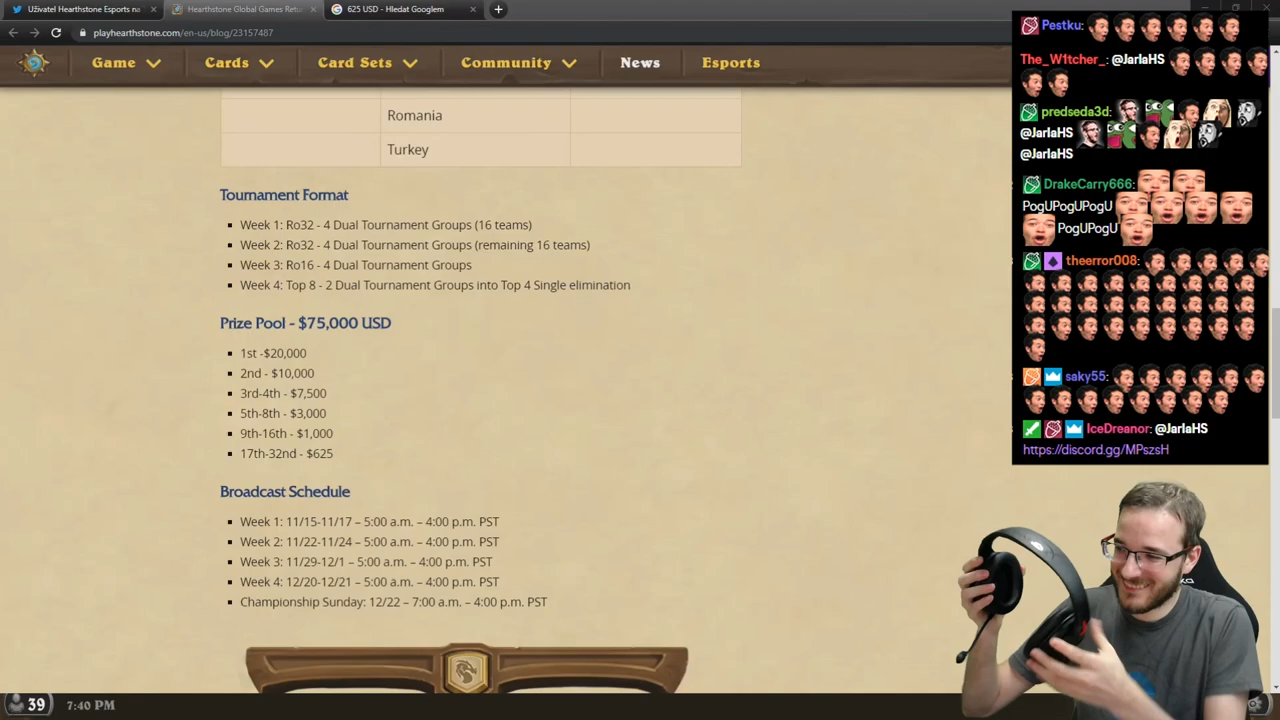 Uživatel Hearthstone Esports na
Hearthstone Global Games Retu
625 USD - Hledat Googlem
playhearthstone.com/en-us/blog/23157487
Game
Cards
Card Sets
Community
News
Esports
Romania
Turkey
Tournament Format
Week 1: Ro32 - 4 Dual Tournament Groups (16 teams)
Week 2: Ro32 - 4 Dual Tournament Groups (remaining 16 teams)
Week 3: Ro16 - 4 Dual Tournament Groups
Week 4: Top 8 - 2 Dual Tournament Groups into Top 4 Single elimination
Prize Pool - $75,000 USD
1st -$20,000
2nd - $10,000
3rd-4th - $7,500
5th-8th - $3,000
9th-16th - $1,000
17th-32nd - $625
Broadcast Schedule
Week 1: 11/15-11/17 – 5:00 a.m. – 4:00 p.m. PST
Week 2: 11/22-11/24 – 5:00 a.m. – 4:00 p.m. PST
Week 3: 11/29-12/1 – 5:00 a.m. – 4:00 p.m. PST
Week 4: 12/20-12/21 – 5:00 a.m. – 4:00 p.m. PST
Championship Sunday: 12/22 – 7:00 a.m. – 4:00 p.m. PST
39
7:40 PM
Pestku:
The_W1tcher_: @JarlaHS
predseda3d:
@JarlaHS
@JarlaHS
DrakeCarry666:
PogUPogUPogU
PogUPogU
theerror008:
saky55:
IceDreanor: @JarlaHS
https://discord.gg/MPszsH